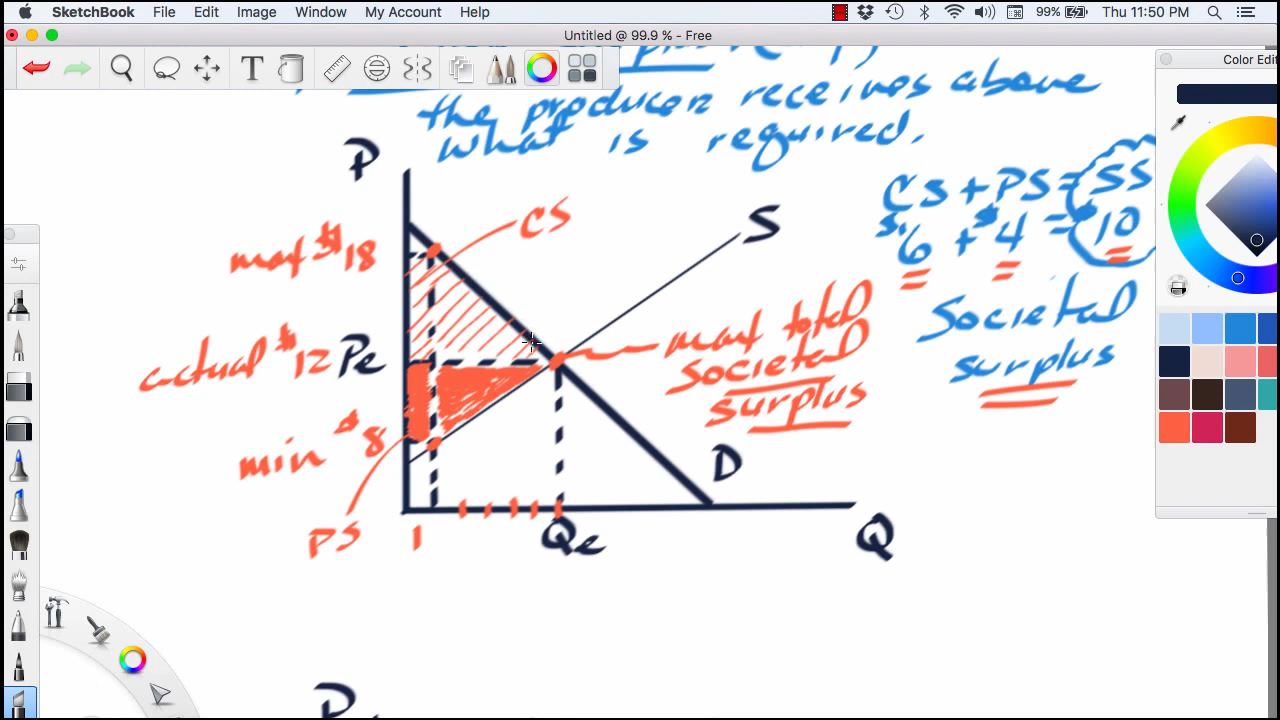 SketchBook File Edit Image Window My Account Help 99% Thu 11:50 PM
Untitled @ 99.9 % - Free
Color Edi
the producer receives above
what is required.
P
CS
S
CS + PS = SS
$6 + $4 = $10
Societal
surplus
max $18
actual $12 Pe
min $8
max total
Societal
surplus
D
PS
1
Qe
Q
P